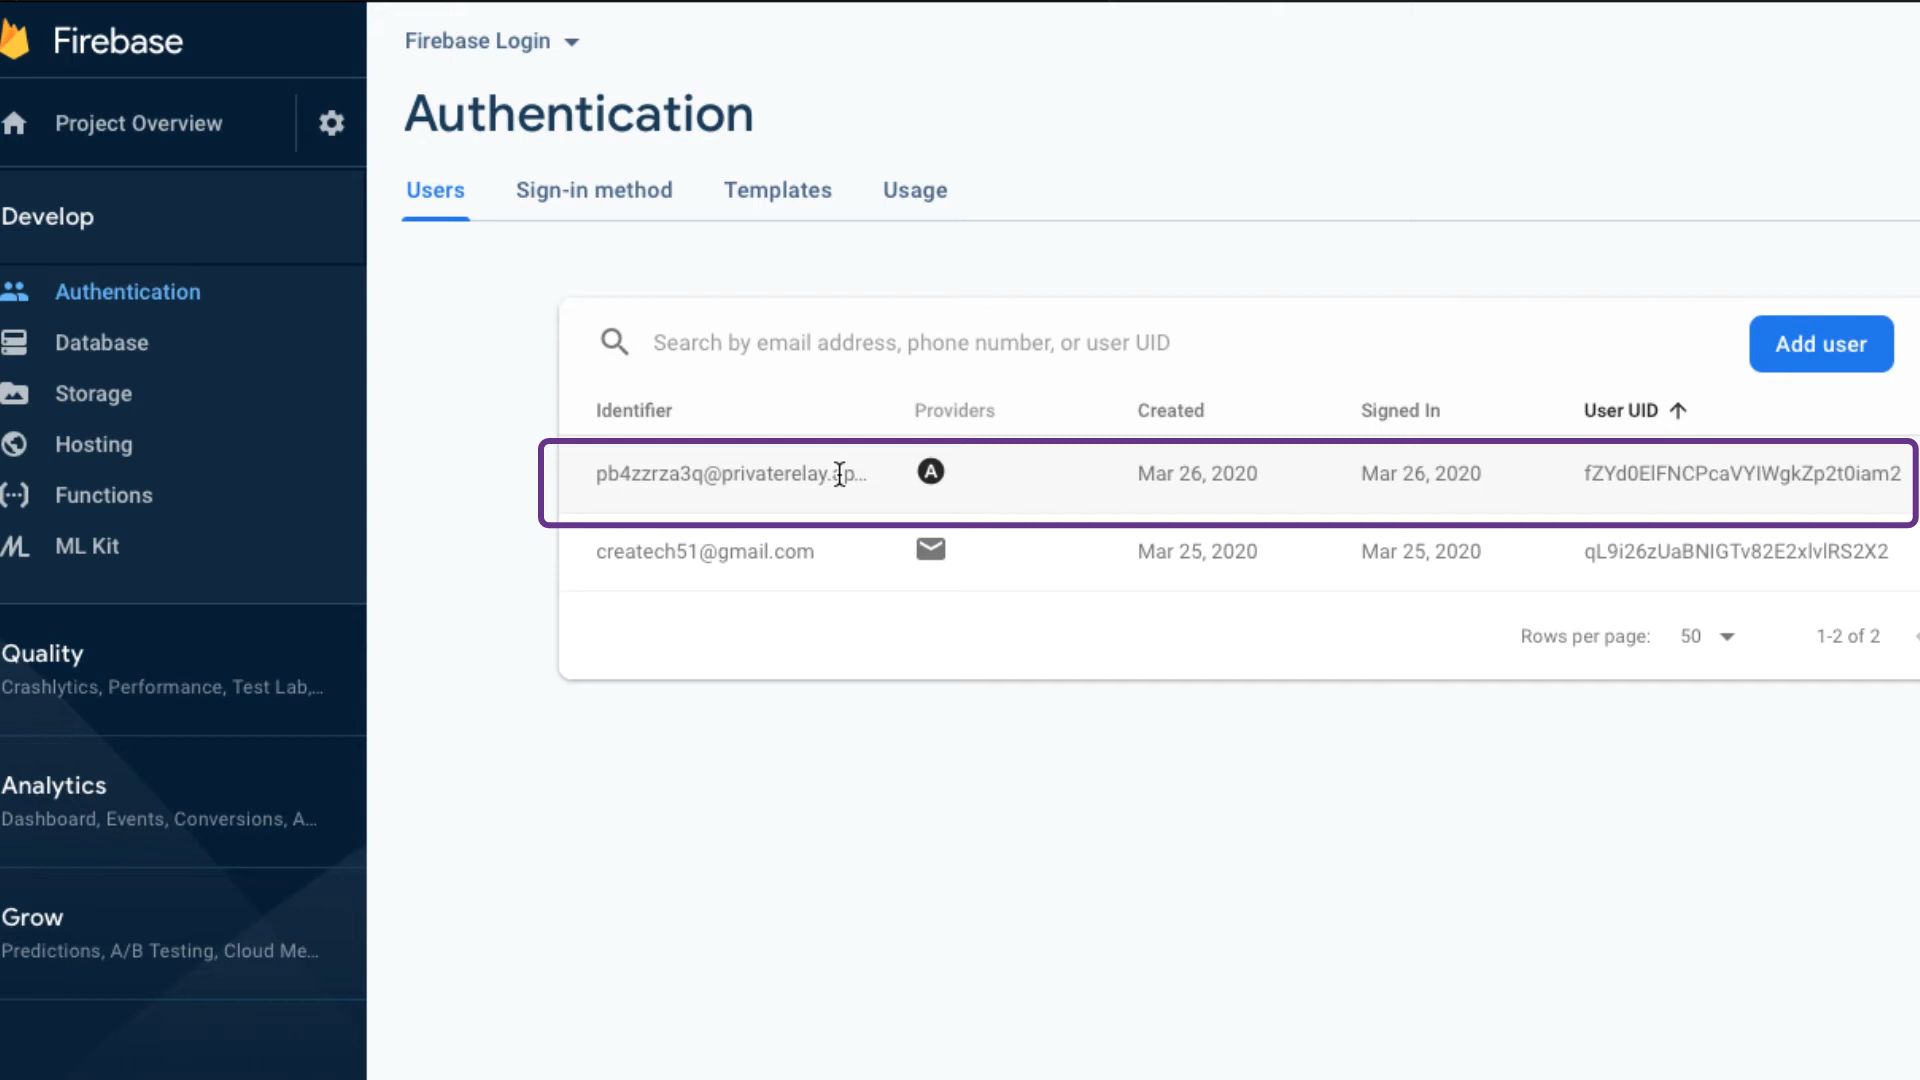 Firebase
Project Overview
Develop
Authentication
Database
Storage
Hosting
Functions
ML Kit
Quality
Crashlytics, Performance, Test Lab,...
Analytics
Dashboard, Events, Conversions, A...
Grow
Predictions, A/B Testing, Cloud Me...
Firebase Login
Authentication
Users Sign-in method Templates Usage
Search by email address, phone number, or user UID Add user
Identifier Providers Created Signed In User UID
pb4zzrza3q@privaterelay.ap... A Mar 26, 2020 Mar 26, 2020 fZYd0ElFNCPcaVYIWgkZp2t0iam2
createch51@gmail.com Mar 25, 2020 Mar 25, 2020 qL9i26zUaBNIGTv82E2xlvlRS2X2
Rows per page: 50 1-2 of 2